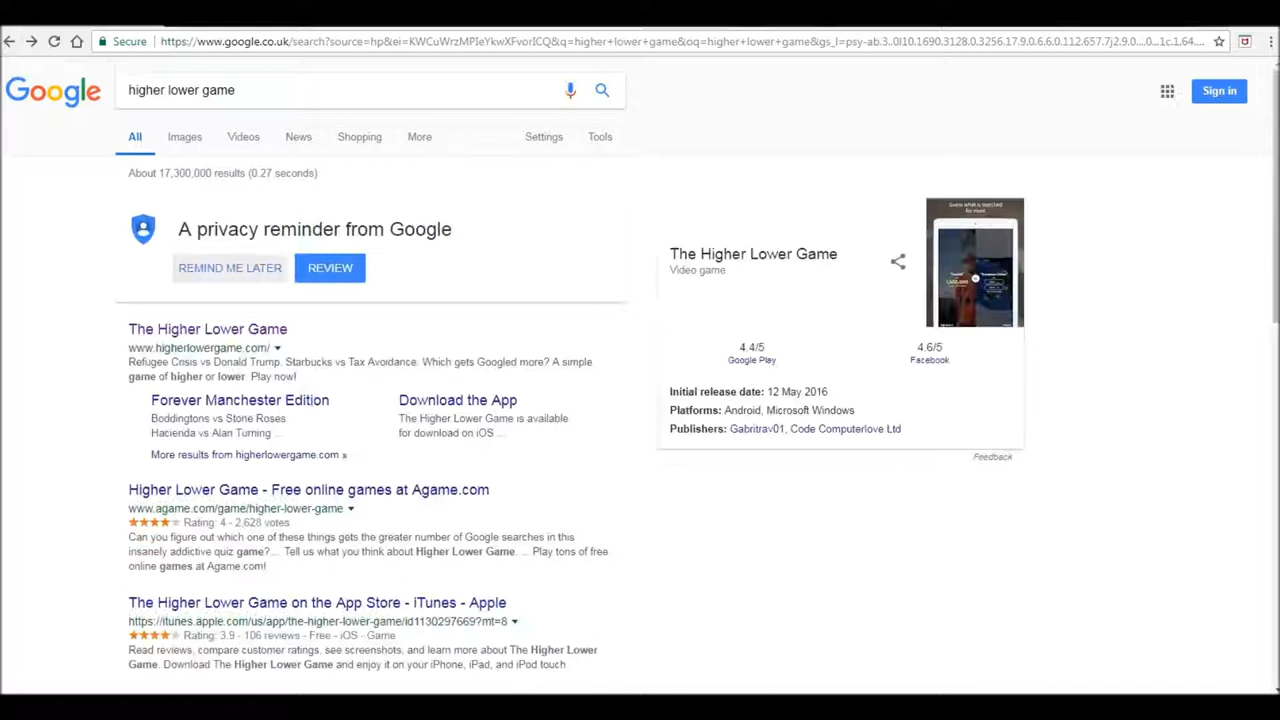 Secure
https://www.google.co.uk/search?source=hp&ei=KWCuWrzMPIeYkwXFvorICQ&q=higher+lower+game&oq=higher+lower+game&gs_l=psy-ab.3..0l10.1690.3128.0.3256.17.9.0.6.6.0.112.657.7j2.9.0....0...1c.1.64....
Google
higher lower game
Sign in
All Images Videos News Shopping More Settings Tools
About 17,300,000 results (0.27 seconds)
A privacy reminder from Google
REMIND ME LATER REVIEW
The Higher Lower Game
www.higherlowergame.com/
Refugee Crisis vs Donald Trump. Starbucks vs Tax Avoidance. Which gets Googled more? A simple
game of higher or lower. Play now!
Forever Manchester Edition
Boddingtons vs Stone Roses
Hacienda vs Alan Turning ...
Download the App
The Higher Lower Game is available
for download on iOS ...
More results from higherlowergame.com »
Higher Lower Game - Free online games at Agame.com
www.agame.com/game/higher-lower-game
Rating: 4 - 2,628 votes
Can you figure out which one of these things gets the greater number of Google searches in this
insanely addictive quiz game?... Tell us what you think about Higher Lower Game. ... Play tons of free
online games at Agame.com!
The Higher Lower Game on the App Store - iTunes - Apple
https://itunes.apple.com/us/app/the-higher-lower-game/id1130297669?mt=8
Rating: 3.9 - 106 reviews - Free - iOS - Game
Read reviews, compare customer ratings, see screenshots, and learn more about The Higher Lower
Game. Download The Higher Lower Game and enjoy it on your iPhone, iPad, and iPod touch
The Higher Lower Game
Video game
Guess what is searched
for most.
4.4/5
Google Play
4.6/5
Facebook
Initial release date: 12 May 2016
Platforms: Android, Microsoft Windows
Publishers: Gabritrav01, Code Computerlove Ltd
Feedback